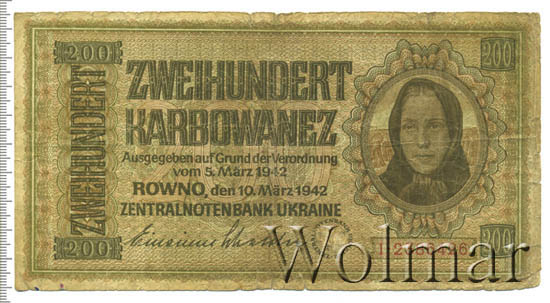 200
200
ZWEIHUNDERT
ZWEIHUNDERT
KARBOWANEZ
Ausgegeben auf Grund der Verordnung
vom 5. März 1942
ROWNO, den 10. März 1942
ZENTRALNOTENBANK UKRAINE
200
200
Wolmar